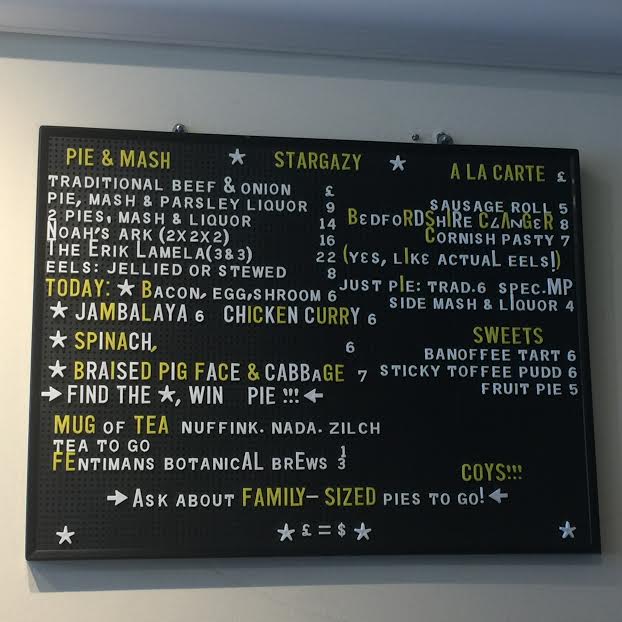 PIE & MASH ★ STARGAZY ★ A LA CARTE £
TRADITIONAL BEEF & ONION £
PIE, MASH & PARSLEY LIQUOR 9
2 PIES, MASH & LIQUOR 14
NOAH'S ARK (2X2X2) 16
THE ERIK LAMELA (3&3) 22
EELS: JELLIED OR STEWED 8
TODAY: ★ BACON, EGG, SHROOM 6
★ JAMBALAYA 6 CHICKEN CURRY 6
★ SPINACH, 6
★ BRAISED PIG FACE & CABBAGE 7
→ FIND THE ★, WIN PIE !!! ←
MUG OF TEA NUFFINK. NADA. ZILCH
TEA TO GO 1
FENTIMANS BOTANICAL BREWS 3
SAUSAGE ROLL 5
BEDFORDSHIRE CLANGER 8
CORNISH PASTY 7
(YES, LIKE ACTUAL EELS!)
JUST PIE: TRAD.6 SPEC.MP
SIDE MASH & LIQUOR 4
SWEETS
BANOFFEE TART 6
STICKY TOFFEE PUDD 6
FRUIT PIE 5
COYS!!!
→ ASK ABOUT FAMILY-SIZED PIES TO GO! ←
★ ★ £ = $ ★ ★